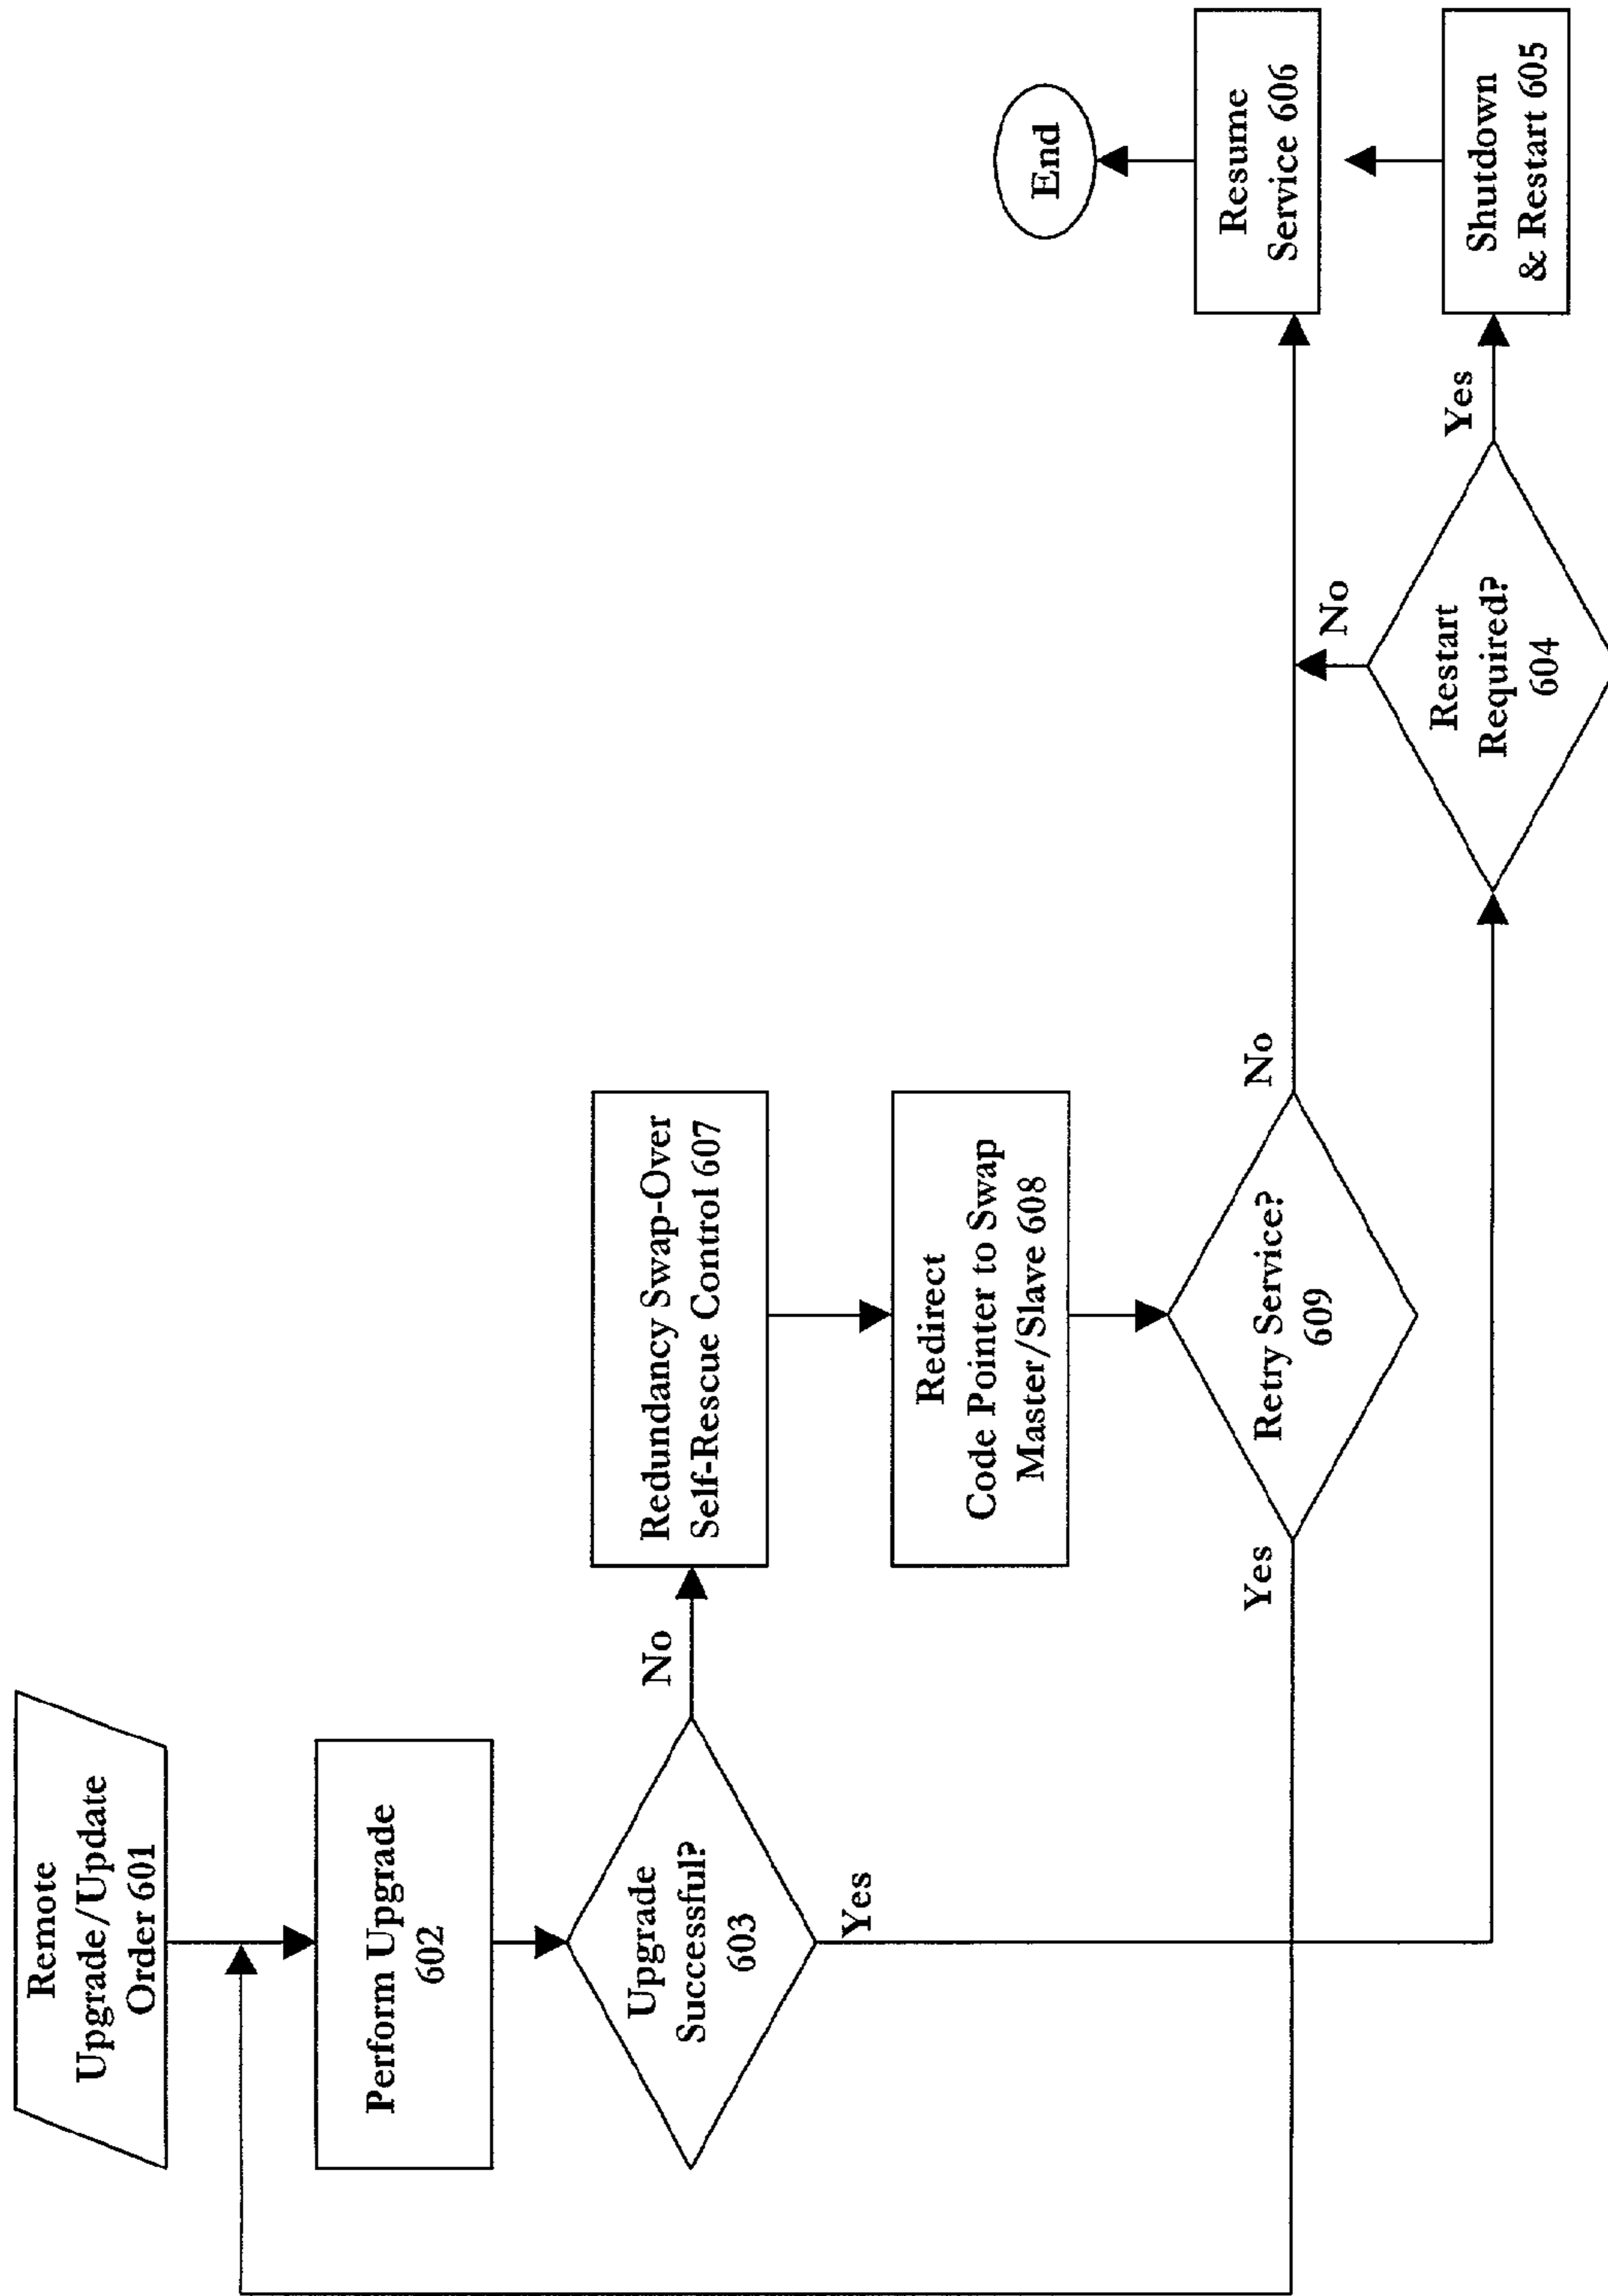 Remote
Upgrade/Update
Order 601
Perform Upgrade
602
Upgrade
Successful?
603
No
Yes
Redundancy Swap-Over
Self-Rescue Control 607
Redirect
Code Pointer to Swap
Master/Slave 608
Retry Service?
609
Yes
No
Restart
Required?
604
No
Yes
Shutdown
& Restart 605
Resume
Service 606
End